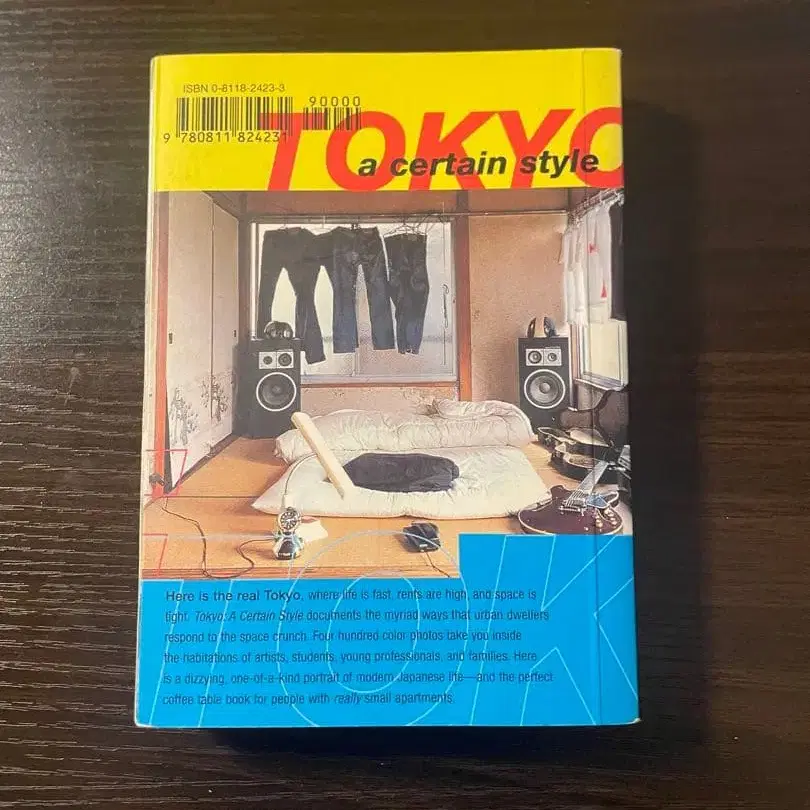 ISBN 0-8118-2423-3
90000
9 780811 824231
TOKYO
a certain style
Here is the real Tokyo, where life is fast, rents are high, and space is
tight. Tokyo: A Certain Style documents the myriad ways that urban dwellers
respond to the space crunch. Four hundred color photos take you inside
the habitations of artists, students, young professionals, and families. Here
is a dizzying, one-of-a-kind portrait of modern Japanese life—and the perfect
coffee table book for people with really small apartments.
TOK